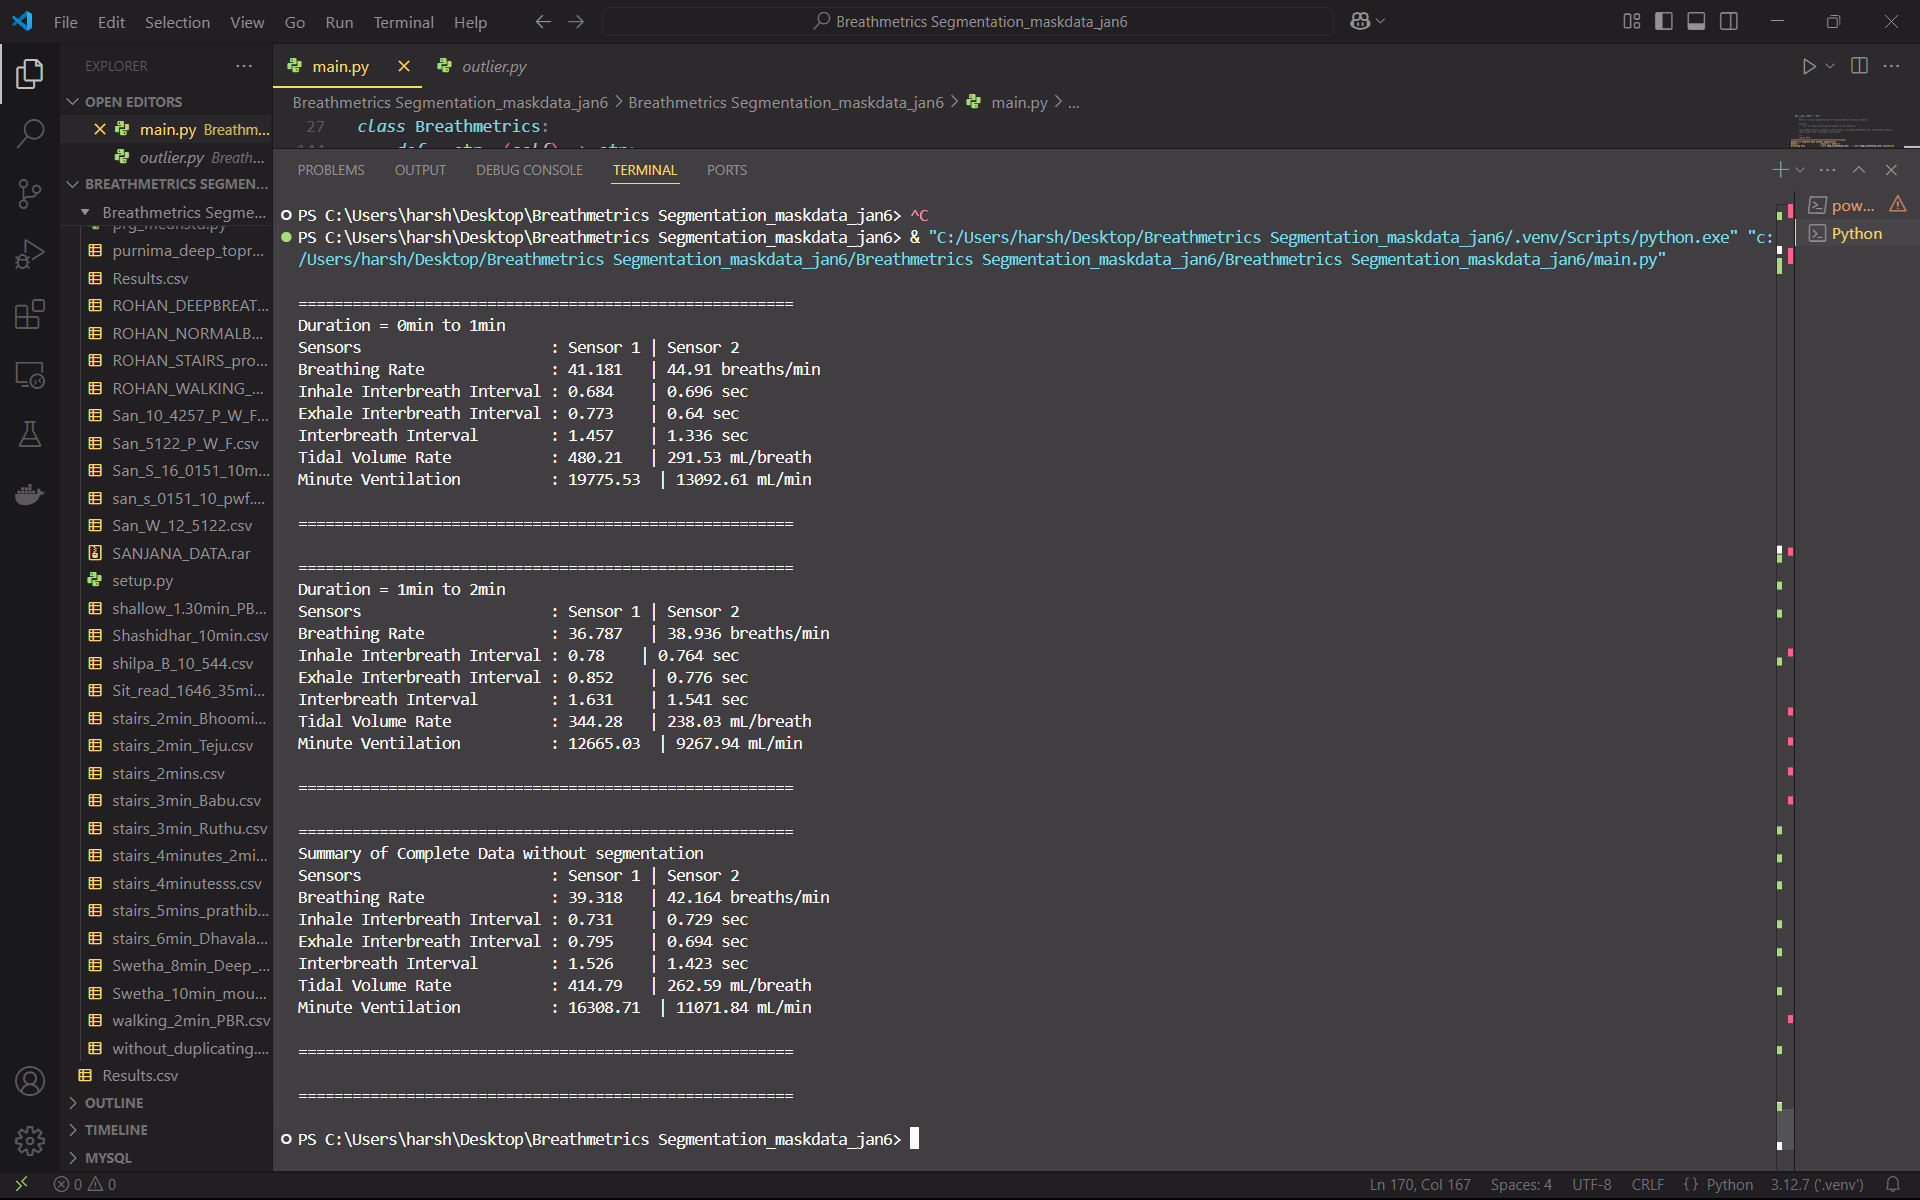 File Edit Selection View Go Run Terminal Help
Breathmetrics Segmentation_maskdata_jan6
EXPLORER
OPEN EDITORS
main.py Breathm...
outlier.py Breath...
BREATHMETRICS SEGMEN...
Breathmetrics Segme...
purnima_deep_topr...
Results.csv
ROHAN_DEEPBREAT...
ROHAN_NORMALB...
ROHAN_STAIRS_pro...
ROHAN_WALKING_...
San_10_4257_P_W_F...
San_5122_P_W_F.csv
San_S_16_0151_10m...
san_s_0151_10_pwf....
San_W_12_5122.csv
SANJANA_DATA.rar
setup.py
shallow_1.30min_PB...
Shashidhar_10min.csv
shilpa_B_10_544.csv
Sit_read_1646_35mi...
stairs_2min_Bhoomi...
stairs_2min_Teju.csv
stairs_2mins.csv
stairs_3min_Babu.csv
stairs_3min_Ruthu.csv
stairs_4minutes_2mi...
stairs_4minutesss.csv
stairs_5mins_prathib...
stairs_6min_Dhavala...
Swetha_8min_Deep_...
Swetha_10min_mou...
walking_2min_PBR.csv
without_duplicating....
Results.csv
OUTLINE
TIMELINE
MYSQL
main.py outlier.py
Breathmetrics Segmentation_maskdata_jan6 > Breathmetrics Segmentation_maskdata_jan6 > main.py > ...
27 class Breathmetrics:
PROBLEMS OUTPUT DEBUG CONSOLE TERMINAL PORTS
PS C:\Users\harsh\Desktop\Breathmetrics Segmentation_maskdata_jan6> ^C
PS C:\Users\harsh\Desktop\Breathmetrics Segmentation_maskdata_jan6> & "C:/Users/harsh/Desktop/Breathmetrics Segmentation_maskdata_jan6/.venv/Scripts/python.exe" "c:
/Users/harsh/Desktop/Breathmetrics Segmentation_maskdata_jan6/Breathmetrics Segmentation_maskdata_jan6/Breathmetrics Segmentation_maskdata_jan6/main.py"
=======================================================
Duration = 0min to 1min
Sensors : Sensor 1 | Sensor 2
Breathing Rate : 41.181 | 44.91 breaths/min
Inhale Interbreath Interval : 0.684 | 0.696 sec
Exhale Interbreath Interval : 0.773 | 0.64 sec
Interbreath Interval : 1.457 | 1.336 sec
Tidal Volume Rate : 480.21 | 291.53 mL/breath
Minute Ventilation : 19775.53 | 13092.61 mL/min
=======================================================
=======================================================
Duration = 1min to 2min
Sensors : Sensor 1 | Sensor 2
Breathing Rate : 36.787 | 38.936 breaths/min
Inhale Interbreath Interval : 0.78 | 0.764 sec
Exhale Interbreath Interval : 0.852 | 0.776 sec
Interbreath Interval : 1.631 | 1.541 sec
Tidal Volume Rate : 344.28 | 238.03 mL/breath
Minute Ventilation : 12665.03 | 9267.94 mL/min
=======================================================
=======================================================
Summary of Complete Data without segmentation
Sensors : Sensor 1 | Sensor 2
Breathing Rate : 39.318 | 42.164 breaths/min
Inhale Interbreath Interval : 0.731 | 0.729 sec
Exhale Interbreath Interval : 0.795 | 0.694 sec
Interbreath Interval : 1.526 | 1.423 sec
Tidal Volume Rate : 414.79 | 262.59 mL/breath
Minute Ventilation : 16308.71 | 11071.84 mL/min
=======================================================
=======================================================
PS C:\Users\harsh\Desktop\Breathmetrics Segmentation_maskdata_jan6>
pow...
Python
0 0
Ln 170, Col 167 Spaces: 4 UTF-8 CRLF {} Python 3.12.7 ('.venv')